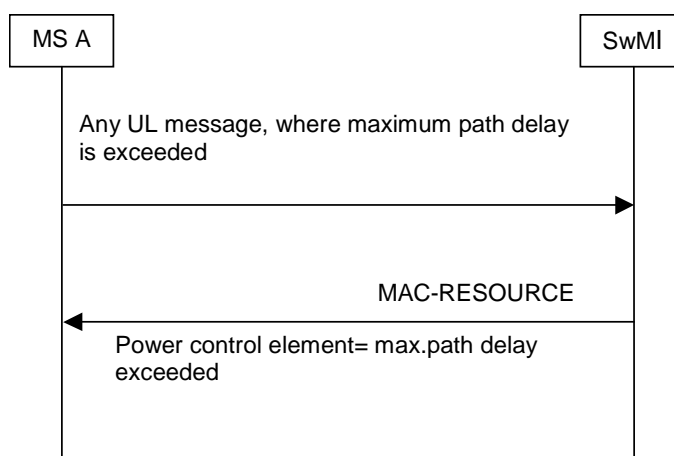 MS A
SwMI
Any UL message, where maximum path delay
is exceeded
MAC-RESOURCE
Power control element= max.path delay
exceeded